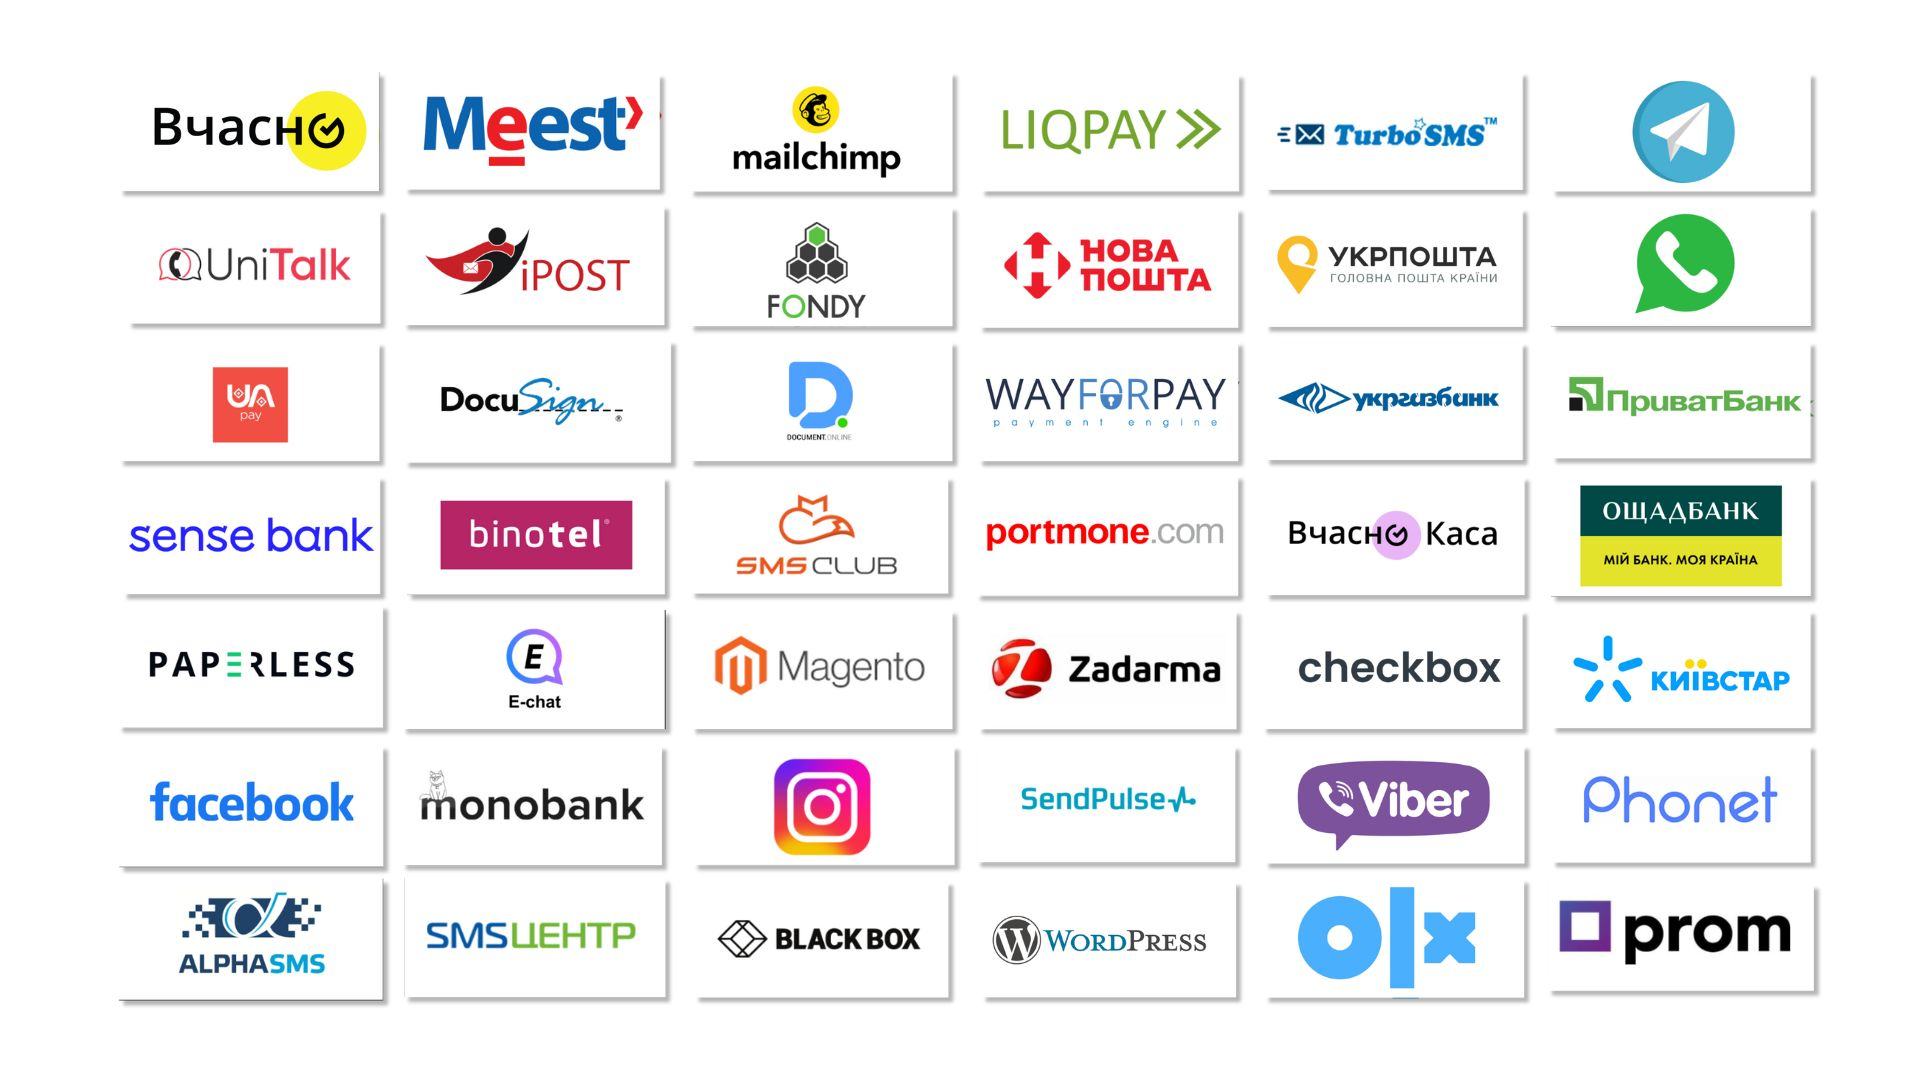 Вчасно
Meest
mailchimp
LIQPAY
TurboSMS™
UniTalk
iPOST
FONDY
НОВА
ПОШТА
УКРПОШТА
ГОЛОВНА ПОШТА КРАЇНИ
UA
pay
DocuSign®
DOCUMENT.ONLINE
WAYFORPAY
payment engine
укргазбанк
ПриватБанк
sense bank
binotel®
SMS CLUB
portmone.com
Вчасно Каса
ОЩАДБАНК
МІЙ БАНК. МОЯ КРАЇНА
PAPERLESS
E
E-chat
Magento
Zadarma
checkbox
КИЇВСТАР
facebook
monobank
SendPulse
Viber
Phonet
ALPHASMS
SMSЦЕНТР
BLACK BOX
WORDPRESS
olx
prom